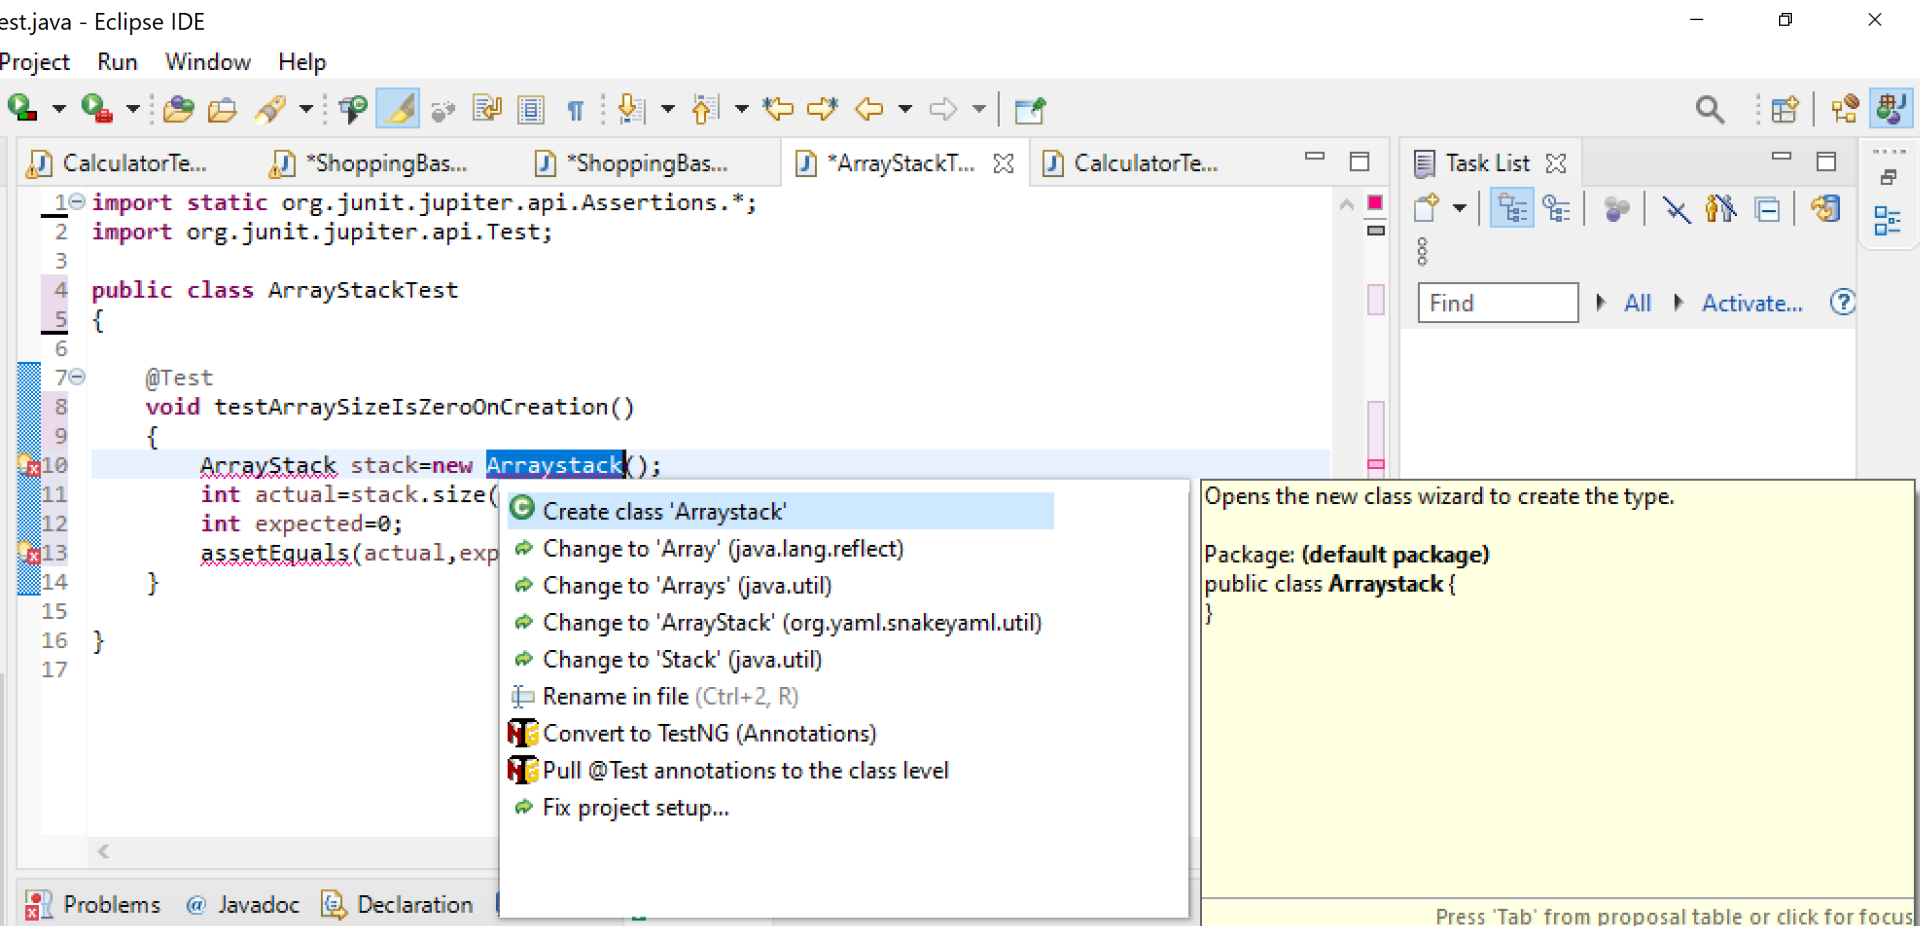 est.java - Eclipse IDE
Project Run Window Help
CalculatorTe...
*ShoppingBas...
*ShoppingBas...
*ArrayStackT...
CalculatorTe...
Task List
1 import static org.junit.jupiter.api.Assertions.*;
2 import org.junit.jupiter.api.Test;
3
4 public class ArrayStackTest
5 {
6
7 @Test
8 void testArraySizeIsZeroOnCreation()
9 {
10 ArrayStack stack=new Arraystack();
11 int actual=stack.size(
12 int expected=0;
13 assetEquals(actual,exp
14 }
15
16 }
17
Find
All
Activate...
Create class 'Arraystack'
Change to 'Array' (java.lang.reflect)
Change to 'Arrays' (java.util)
Change to 'ArrayStack' (org.yaml.snakeyaml.util)
Change to 'Stack' (java.util)
Rename in file (Ctrl+2, R)
Convert to TestNG (Annotations)
Pull @Test annotations to the class level
Fix project setup...
Opens the new class wizard to create the type.
Package: (default package)
public class Arraystack {
}
Press 'Tab' from proposal table or click for focus
Problems
@ Javadoc
Declaration